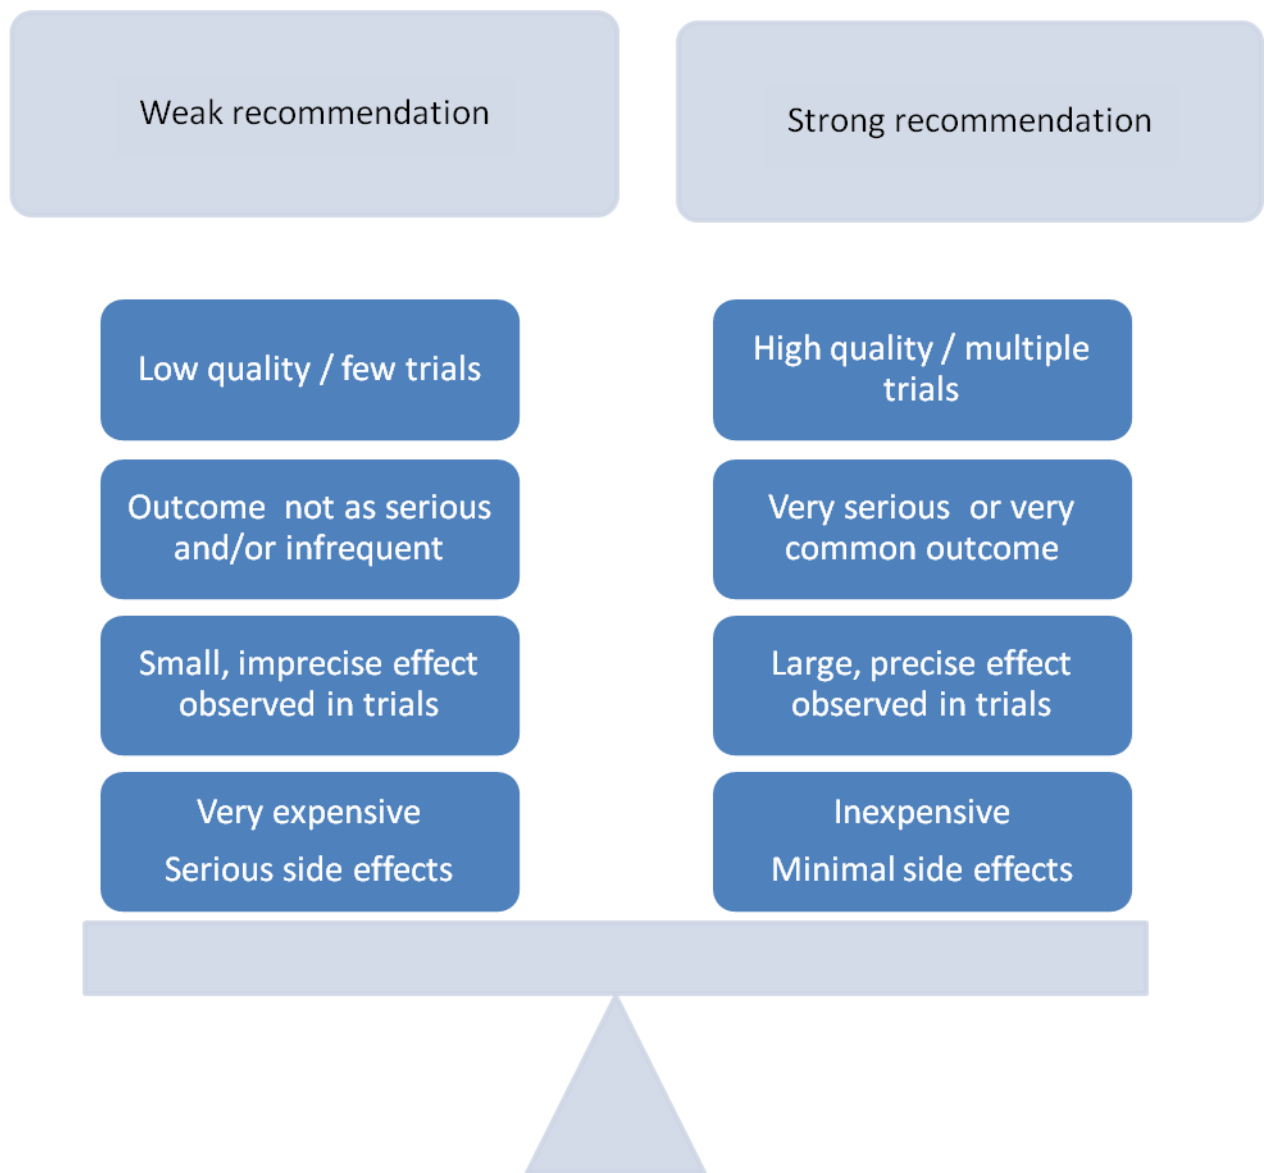 Weak recommendation
Strong recommendation
Low quality / few trials
High quality / multiple
trials
Outcome  not as serious
and/or infrequent
Very serious  or very
common outcome
Small, imprecise effect
observed in trials
Large, precise effect
observed in trials
Very expensive
Serious side effects
Inexpensive
Minimal side effects